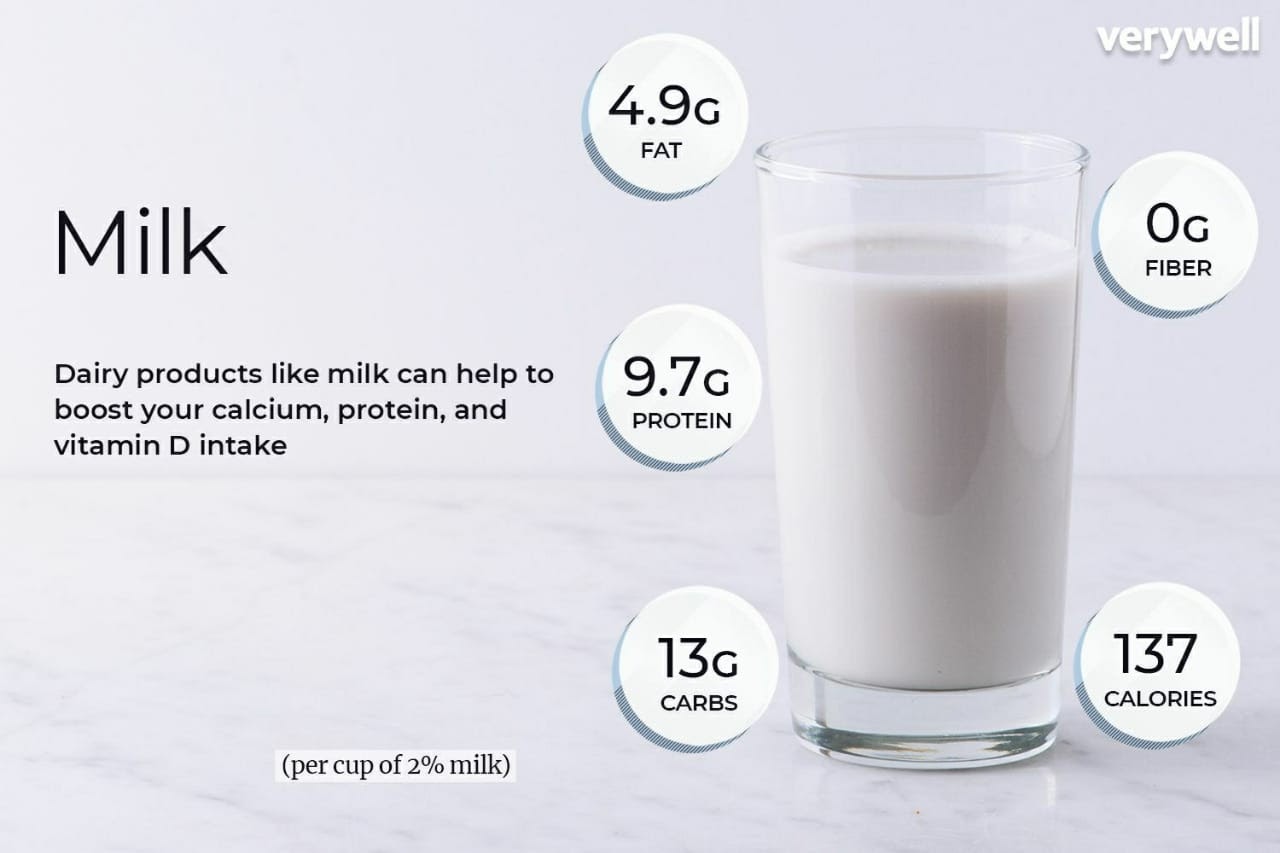 verywell
4.9G
FAT
0G
FIBER
Milk
Dairy products like milk can help to
boost your calcium, protein, and
vitamin D intake
9.7G
PROTEIN
13G
CARBS
137
CALORIES
(per cup of 2% milk)